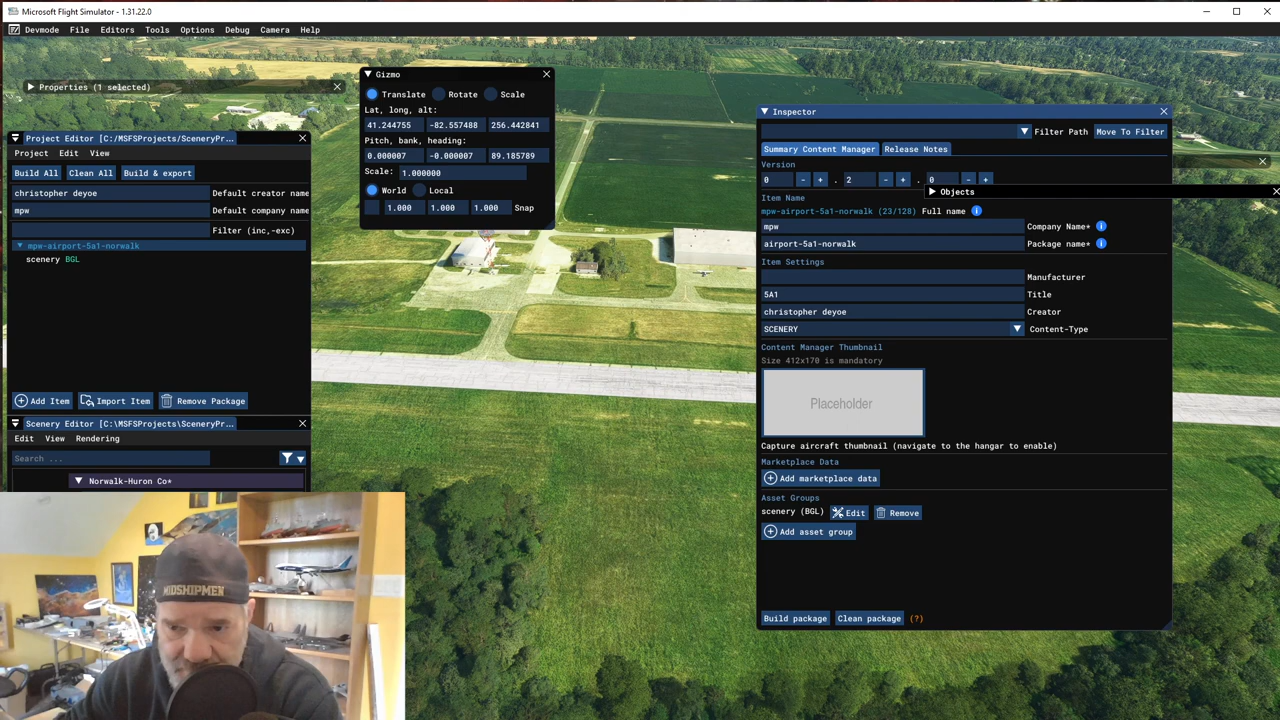 Microsoft Flight Simulator - 1.31.22.0
Devmode File Editors Tools Options Debug Camera Help
Properties (1 selected)
Gizmo
Translate Rotate Scale
Lat, long, alt:
41.244755 -82.557488 256.442841
Pitch, bank, heading:
0.000007 -0.000007 89.185789
Scale: 1.000000
World Local
1.000 1.000 1.000 Snap
Project Editor [C:/MSFSProjects/SceneryPr...
Project Edit View
Build All Clean All Build & export
christopher deyoe Default creator name
mpw Default company name
Filter (inc,-exc)
mpw-airport-5a1-norwalk
scenery BGL
Add Item Import Item Remove Package
Scenery Editor [C:\MSFSProjects\SceneryPr...
Edit View Rendering
Search ...
Norwalk-Huron Co*
MIDSHIPMEN
Inspector
Filter Path Move To Filter
Summary Content Manager Release Notes
Version
0 - + . 2 - + . 0 - +
Objects
Item Name
mpw-airport-5a1-norwalk (23/128) Full name
mpw Company Name*
airport-5a1-norwalk Package name*
Item Settings
Manufacturer
5A1 Title
christopher deyoe Creator
SCENERY Content-Type
Content Manager Thumbnail
Size 412x170 is mandatory
Placeholder
Capture aircraft thumbnail (navigate to the hangar to enable)
Marketplace Data
Add marketplace data
Asset Groups
scenery (BGL) Edit Remove
Add asset group
Build package Clean package (?)